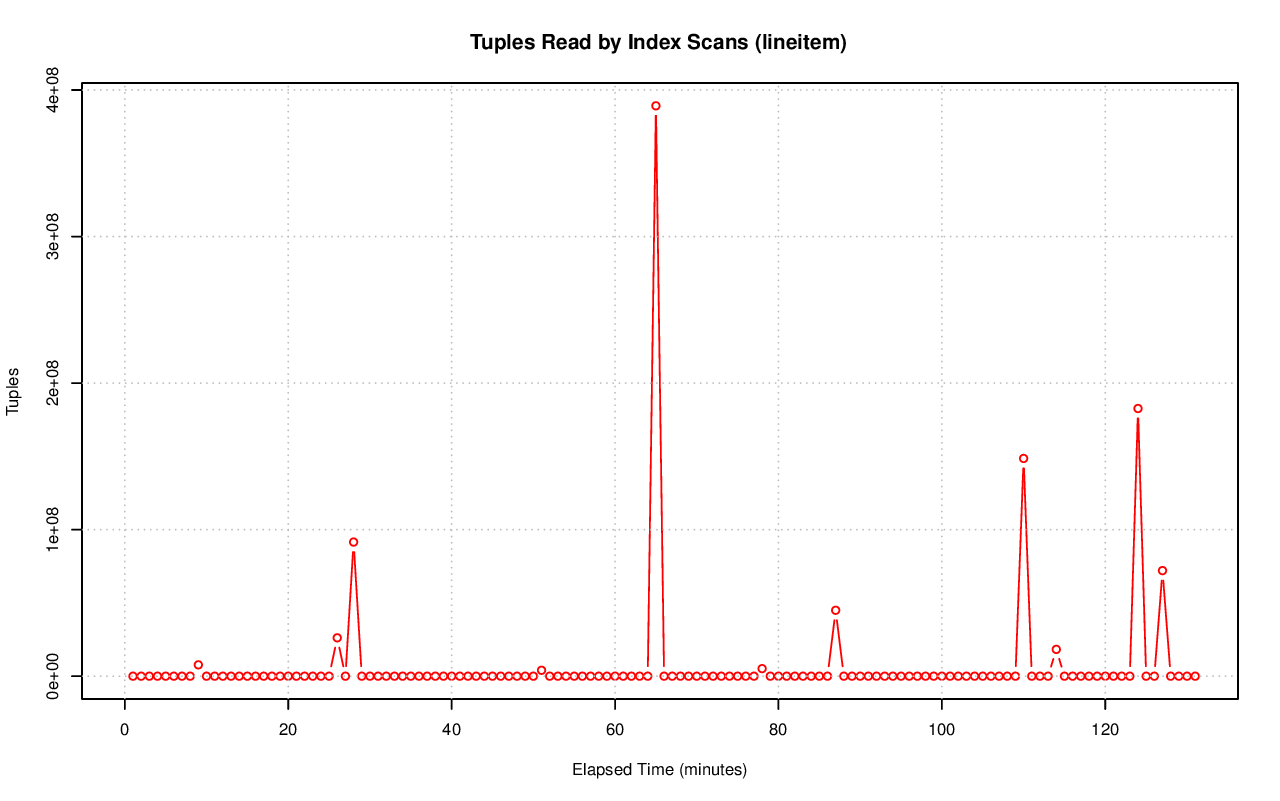 Tuples Read by Index Scans (lineitem)
4e+08
3e+08
2e+08
1e+08
0e+00
Tuples
0 20 40 60 80 100 120
Elapsed Time (minutes)